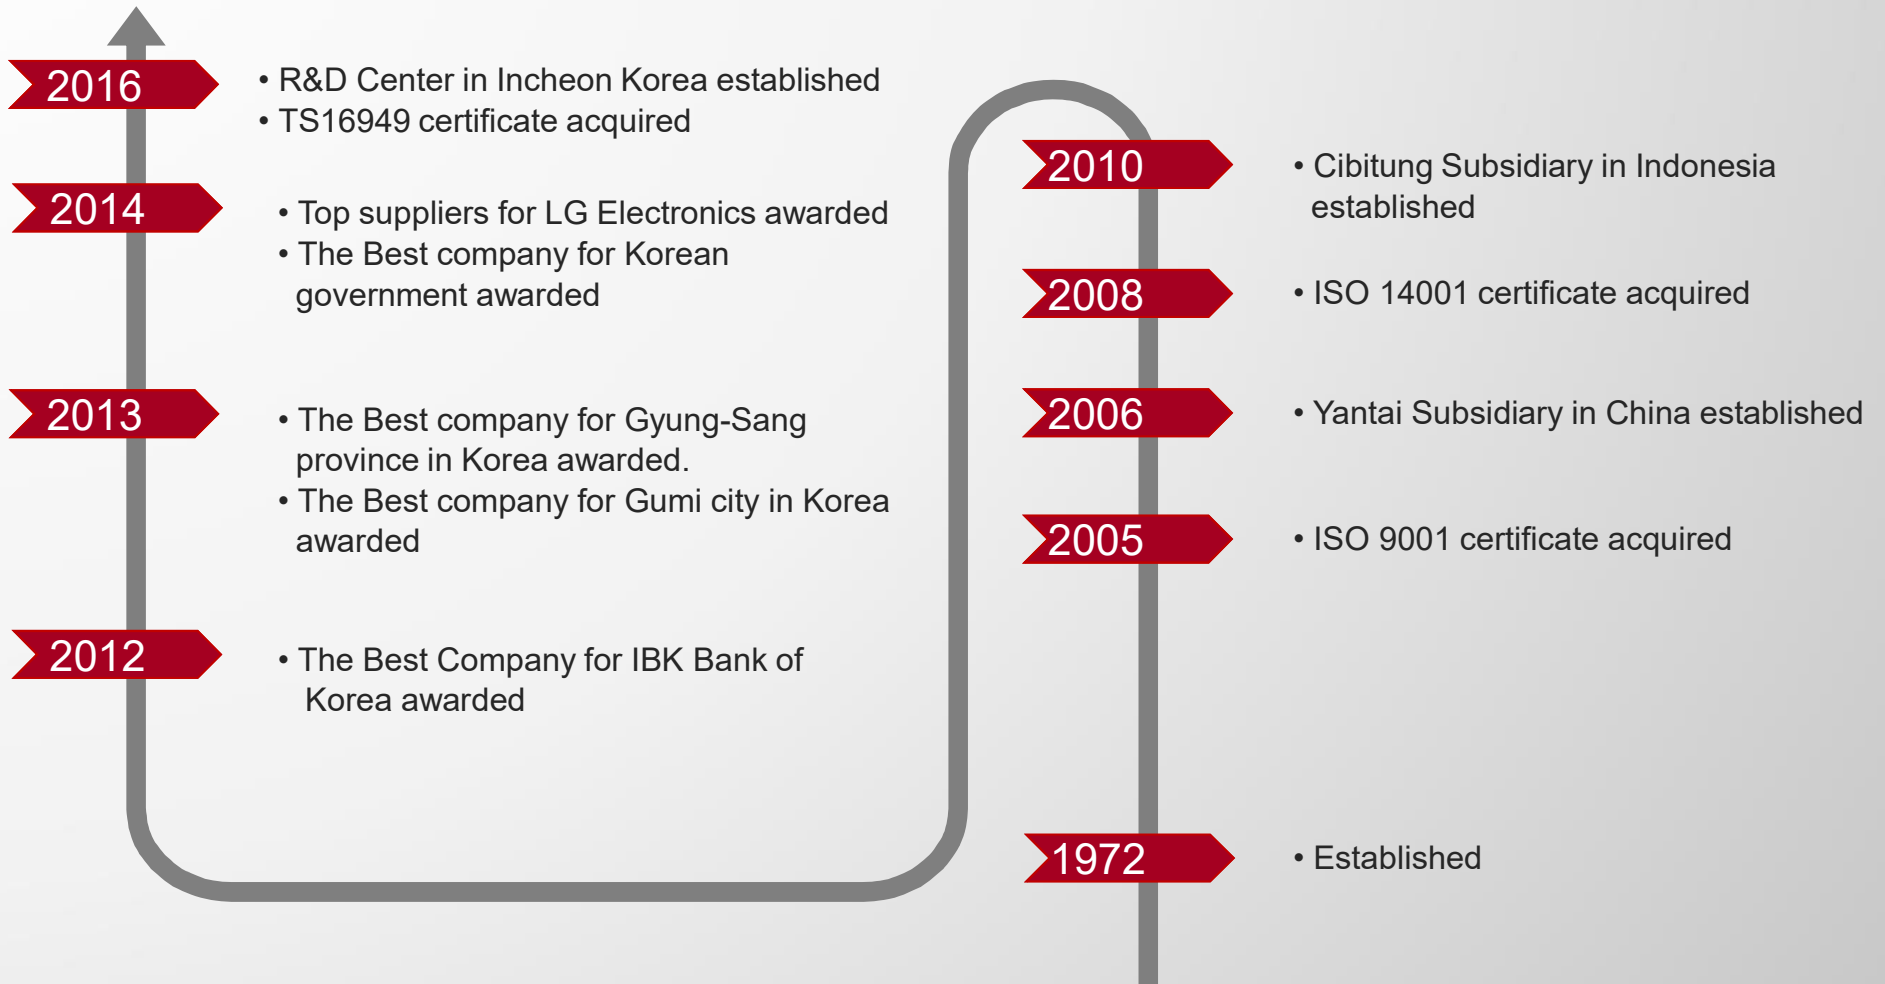 2016
• R&D Center in Incheon Korea established
• TS16949 certificate acquired
2014
• Top suppliers for LG Electronics awarded
• The Best company for Korean
government awarded
2013
• The Best company for Gyung-Sang
province in Korea awarded.
• The Best company for Gumi city in Korea
awarded
2012
• The Best Company for IBK Bank of
Korea awarded
2010
• Cibitung Subsidiary in Indonesia
established
2008
• ISO 14001 certificate acquired
2006
• Yantai Subsidiary in China established
2005
• ISO 9001 certificate acquired
1972
• Established